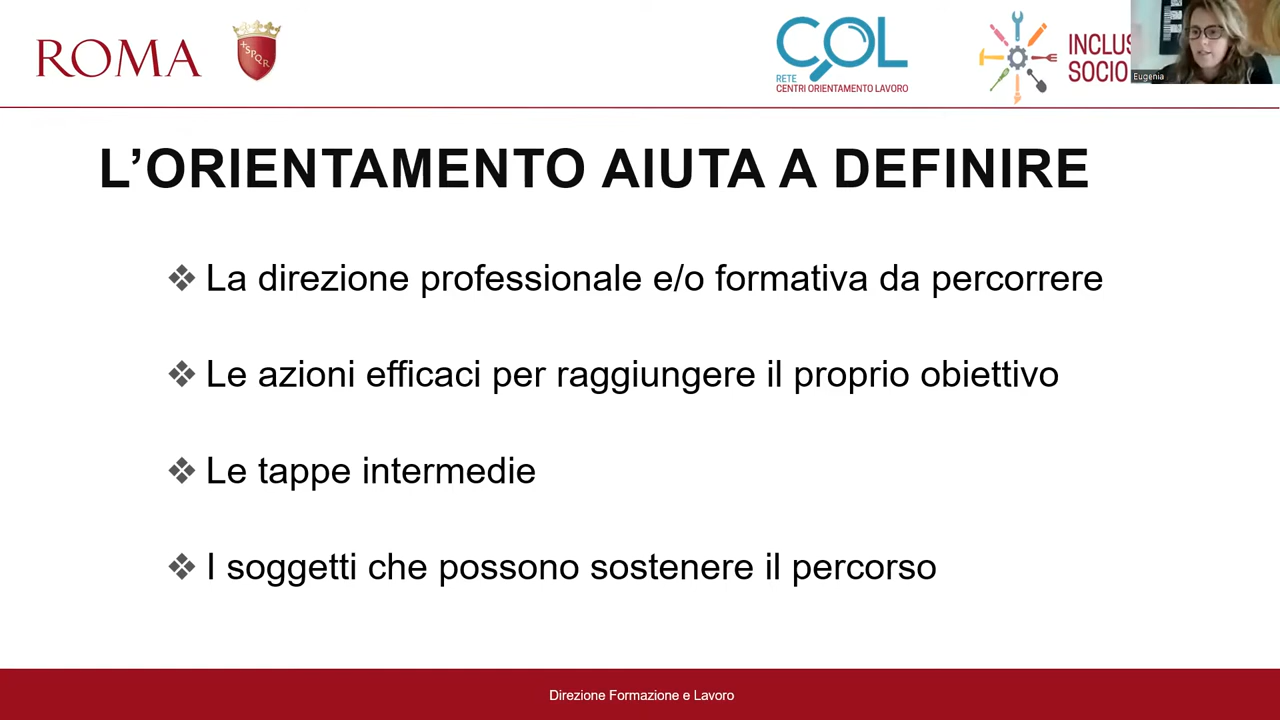 ROMA
SPQR
COL
RETE
CENTRI ORIENTAMENTO LAVORO
INCLUS
SOCIO
Eugenia
L’ORIENTAMENTO AIUTA A DEFINIRE
❖ La direzione professionale e/o formativa da percorrere
❖ Le azioni efficaci per raggiungere il proprio obiettivo
❖ Le tappe intermedie
❖ I soggetti che possono sostenere il percorso
Direzione Formazione e Lavoro